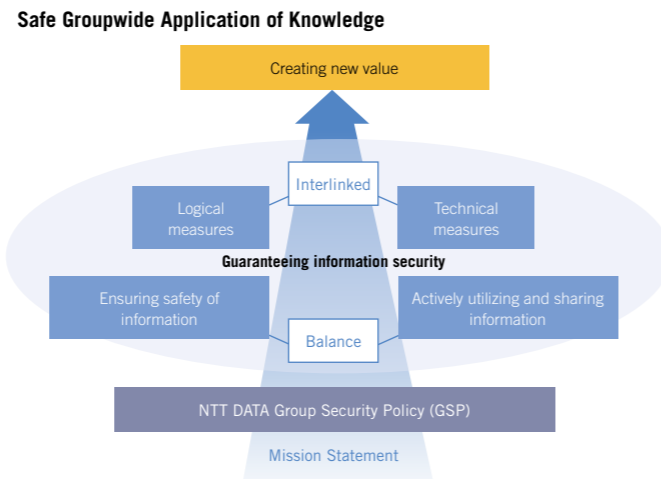 Safe Groupwide Application of Knowledge
Creating new value
Interlinked
Logical
measures
Technical
measures
Guaranteeing information security
Ensuring safety of
information
Actively utilizing and sharing
information
Balance
NTT DATA Group Security Policy (GSP)
Mission Statement